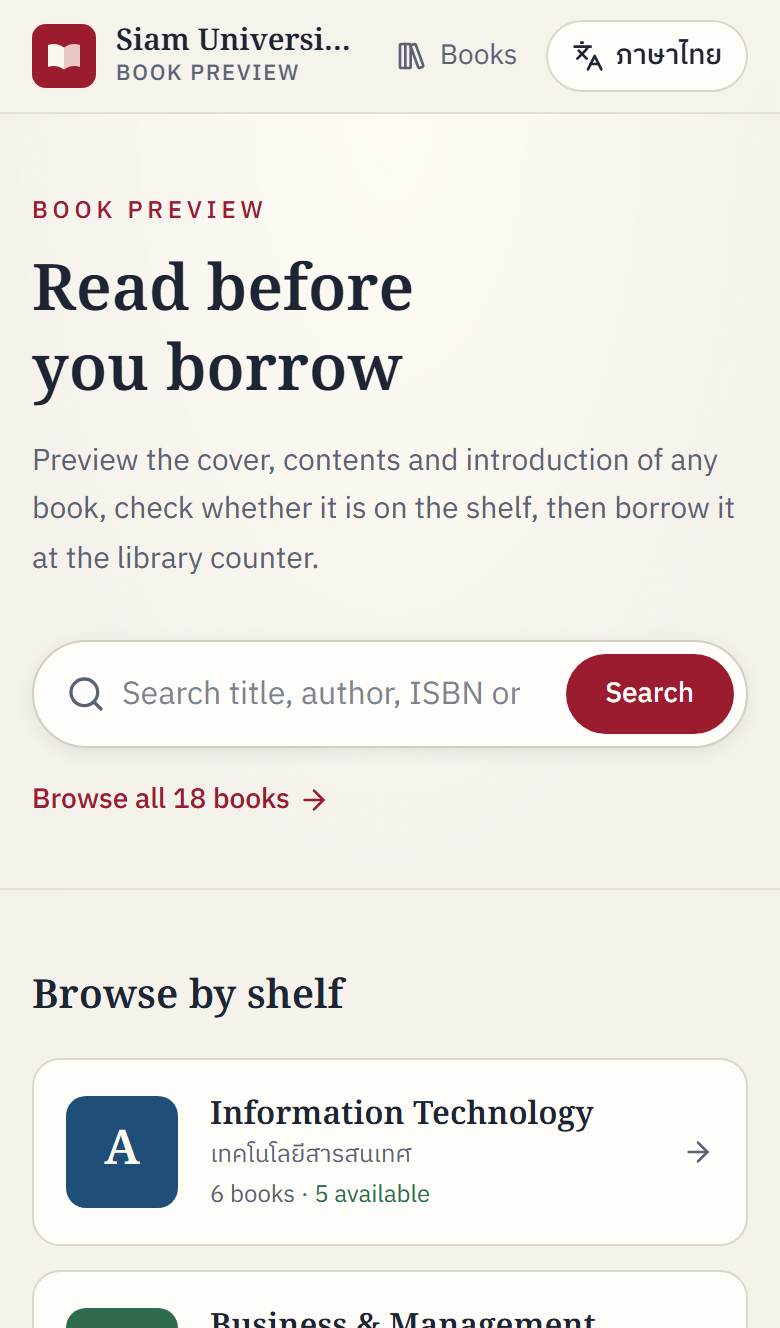 Siam Universi...
BOOK PREVIEW
Books
ภาษาไทย
BOOK PREVIEW
Read before
you borrow
Preview the cover, contents and introduction of any
book, check whether it is on the shelf, then borrow it
at the library counter.
Search title, author, ISBN or
Search
Browse all 18 books
Browse by shelf
A
Information Technology
เทคโนโลยีสารสนเทศ
6 books · 5 available
Business & Management